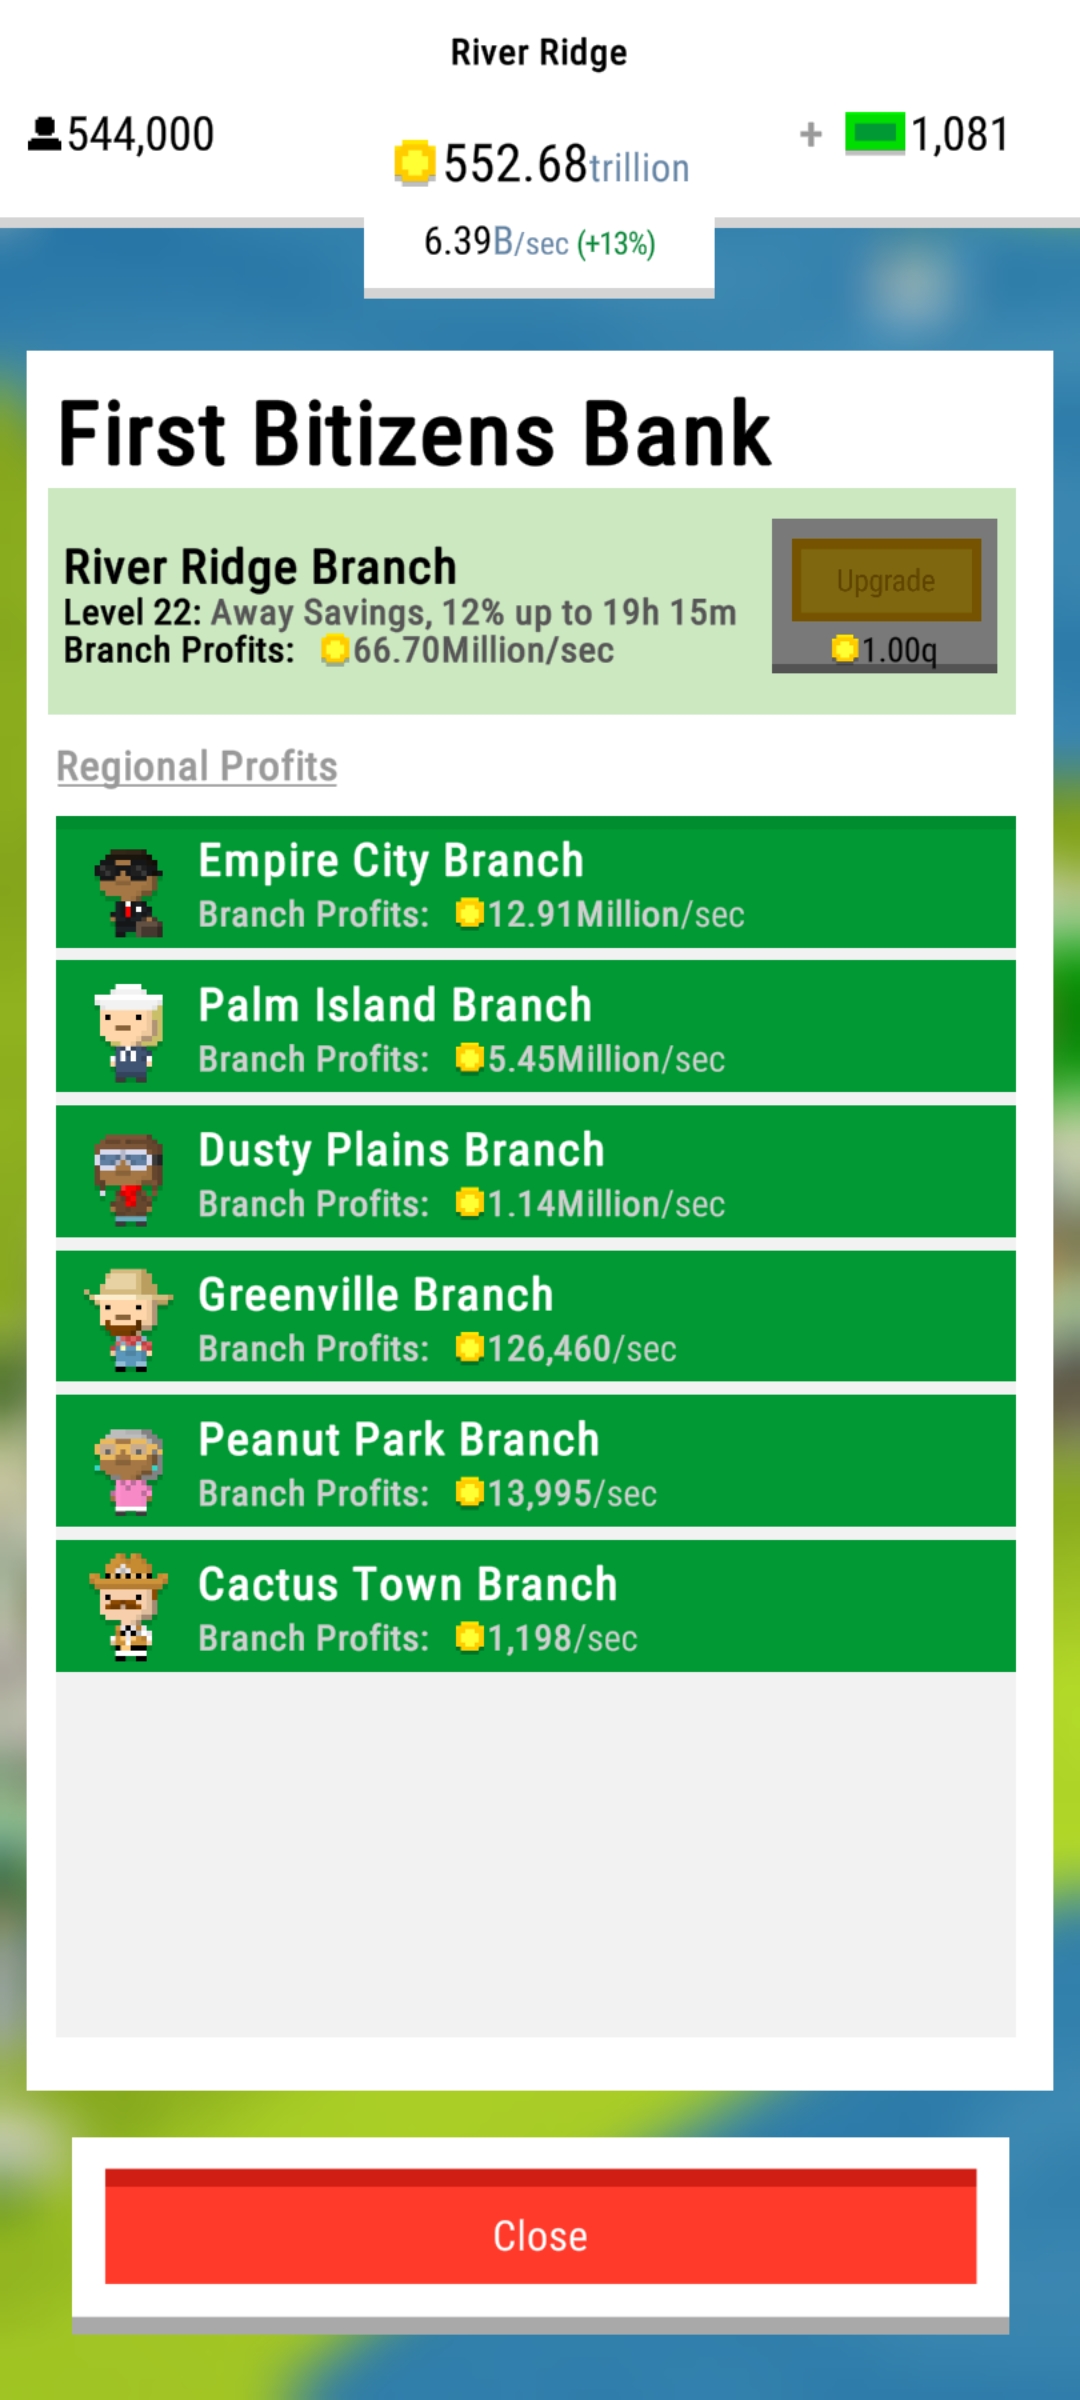 River Ridge
544,000
552.68trillion
+ 1,081
6.39B/sec (+13%)
First Bitizens Bank
River Ridge Branch
Level 22: Away Savings, 12% up to 19h 15m
Branch Profits: 66.70Million/sec
Upgrade
1.00q
Regional Profits
Empire City Branch
Branch Profits: 12.91Million/sec
Palm Island Branch
Branch Profits: 5.45Million/sec
Dusty Plains Branch
Branch Profits: 1.14Million/sec
Greenville Branch
Branch Profits: 126,460/sec
Peanut Park Branch
Branch Profits: 13,995/sec
Cactus Town Branch
Branch Profits: 1,198/sec
Close